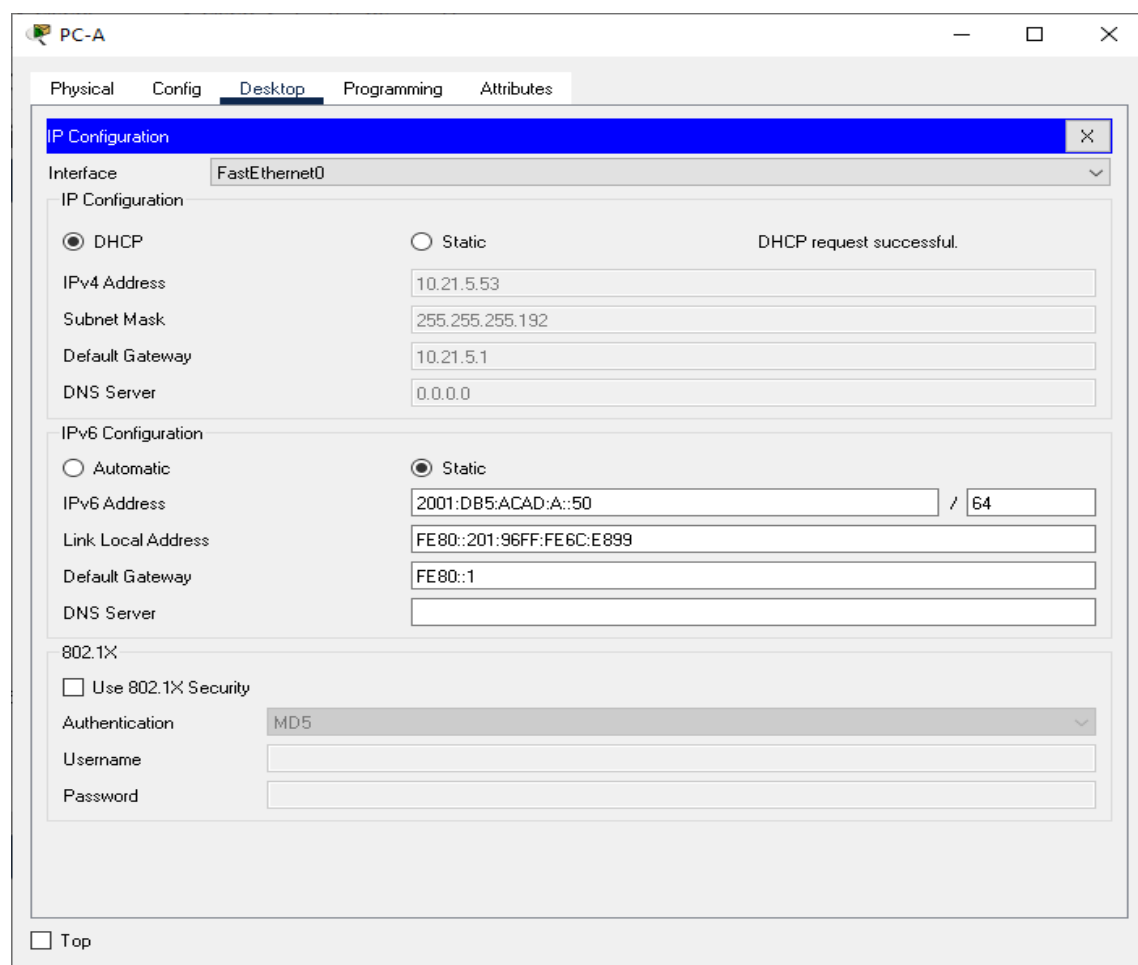 PC-A
Physical Config Desktop Programming Attributes
IP Configuration X
Interface FastEthernet0
IP Configuration
DHCP Static DHCP request successful.
IPv4 Address 10.21.5.53
Subnet Mask 255.255.255.192
Default Gateway 10.21.5.1
DNS Server 0.0.0.0
IPv6 Configuration
Automatic Static
IPv6 Address 2001:DB5:ACAD:A::50 / 64
Link Local Address FE80::201:96FF:FE6C:E899
Default Gateway FE80::1
DNS Server
802.1X
Use 802.1X Security
Authentication MD5
Username
Password
Top